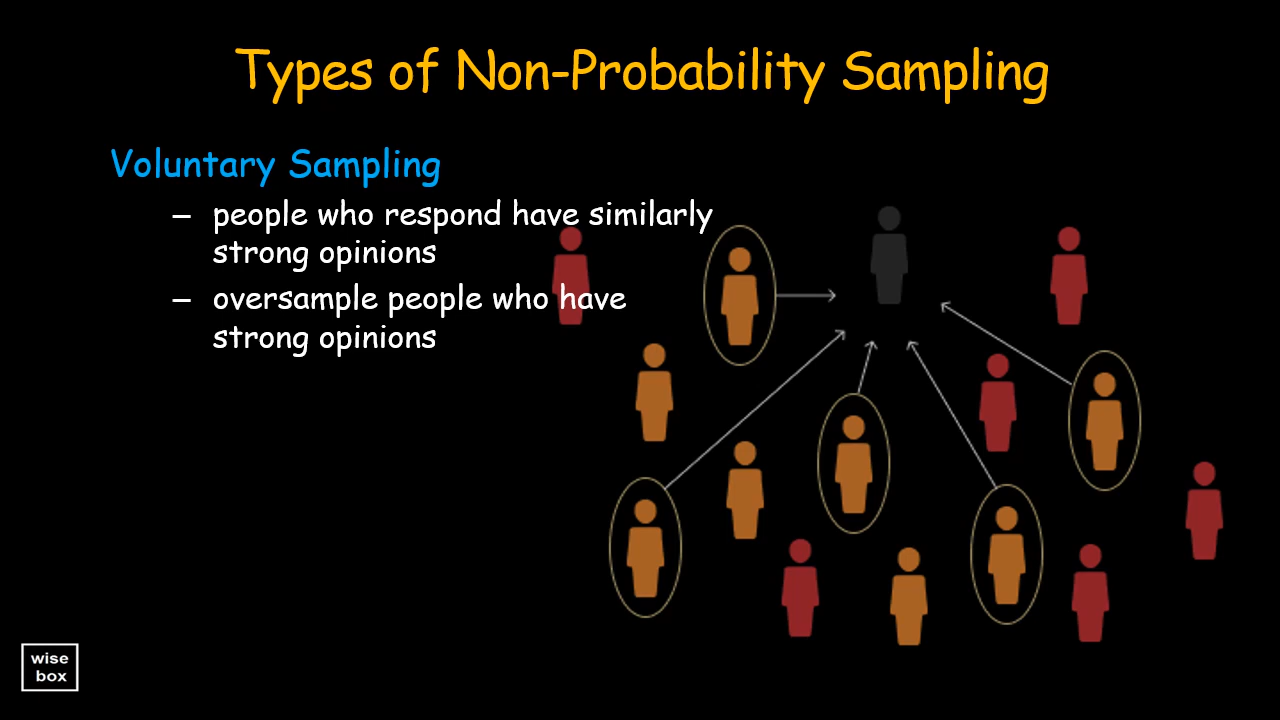 Types of Non-Probability Sampling
Voluntary Sampling
– people who respond have similarly
strong opinions
– oversample people who have
strong opinions
wise
box